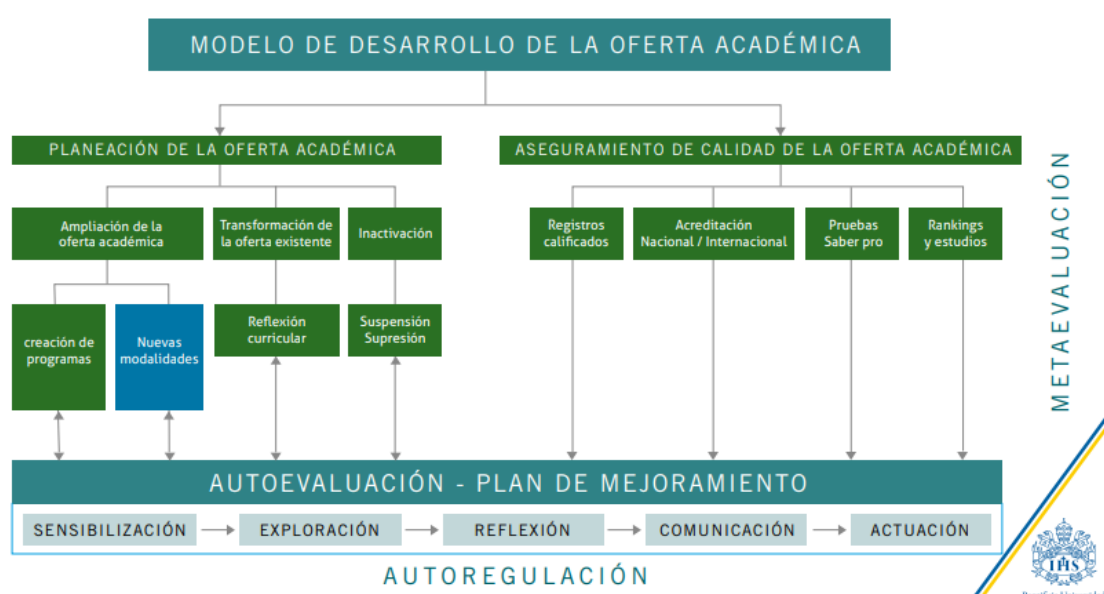 MODELO DE DESARROLLO DE LA OFERTA ACADÉMICA
PLANEACIÓN DE LA OFERTA ACADÉMICA
ASEGURAMIENTO DE CALIDAD DE LA OFERTA ACADÉMICA
Ampliación de la
oferta académica
Transformación de
la oferta existente
Inactivación
Registros
calificados
Acreditación
Nacional / Internacional
Pruebas
Saber pro
Rankings
y estudios
creación de
programas
Nuevas
modalidades
Reflexión
curricular
Suspensión
Supresión
METAEVALUACIÓN
AUTOEVALUACIÓN - PLAN DE MEJORAMIENTO
SENSIBILIZACIÓN
EXPLORACIÓN
REFLEXIÓN
COMUNICACIÓN
ACTUACIÓN
AUTOREGULACIÓN
IHS